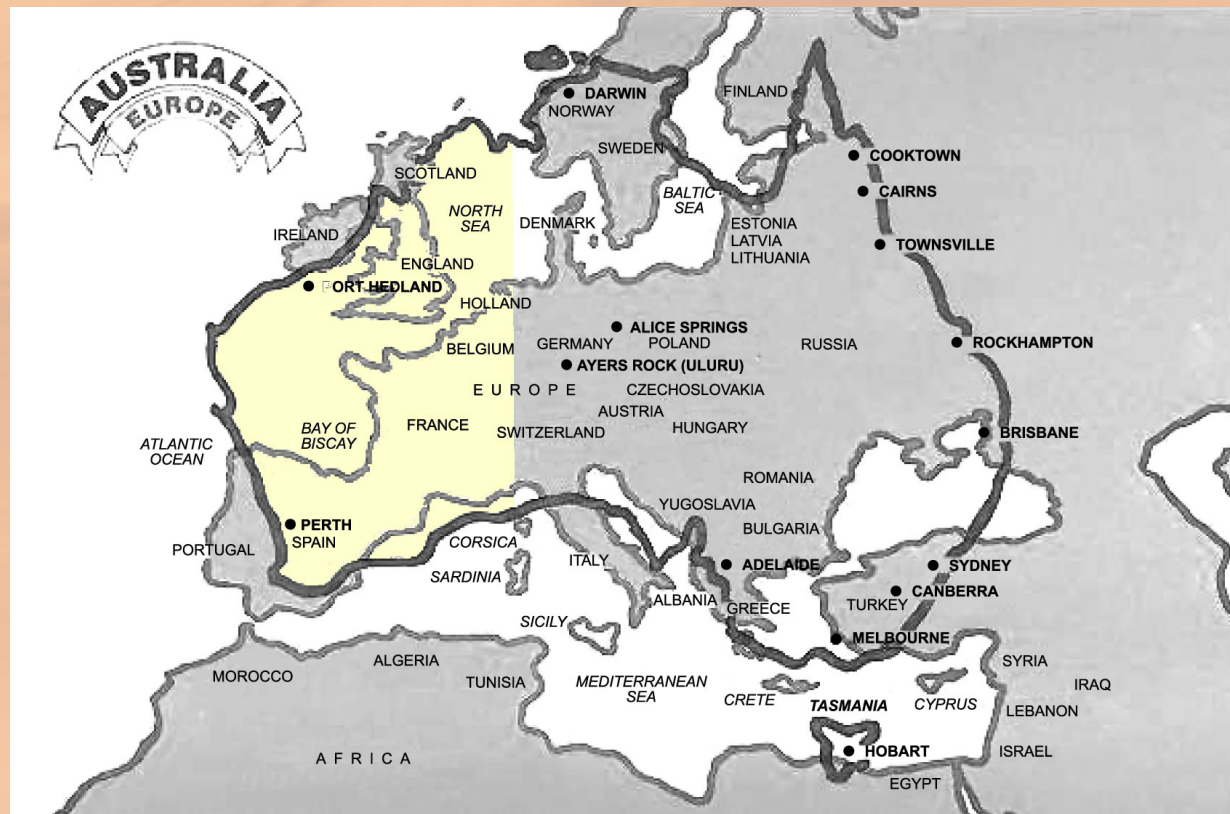 AUSTRALIA
EUROPE
DARWIN
NORWAY
FINLAND
SWEDEN
COOKTOWN
SCOTLAND
CAIRNS
BALTIC
SEA
NORTH
SEA
DENMARK
ESTONIA
LATVIA
LITHUANIA
IRELAND
TOWNSVILLE
ENGLAND
PORT HEDLAND
HOLLAND
ALICE SPRINGS
GERMANY
POLAND
RUSSIA
ROCKHAMPTON
BELGIUM
AYERS ROCK (ULURU)
EUROPE
CZECHOSLOVAKIA
AUSTRIA
FRANCE
SWITZERLAND
HUNGARY
BRISBANE
BAY OF
BISCAY
ATLANTIC
OCEAN
ROMANIA
YUGOSLAVIA
BULGARIA
PERTH
SPAIN
PORTUGAL
CORSICA
ITALY
ADELAIDE
SYDNEY
SARDINIA
CANBERRA
ALBANIA
GREECE
TURKEY
SICILY
MELBOURNE
MOROCCO
ALGERIA
TUNISIA
MEDITERRANEAN
SEA
CRETE
TASMANIA
CYPRUS
SYRIA
IRAQ
LEBANON
HOBART
ISRAEL
AFRICA
EGYPT